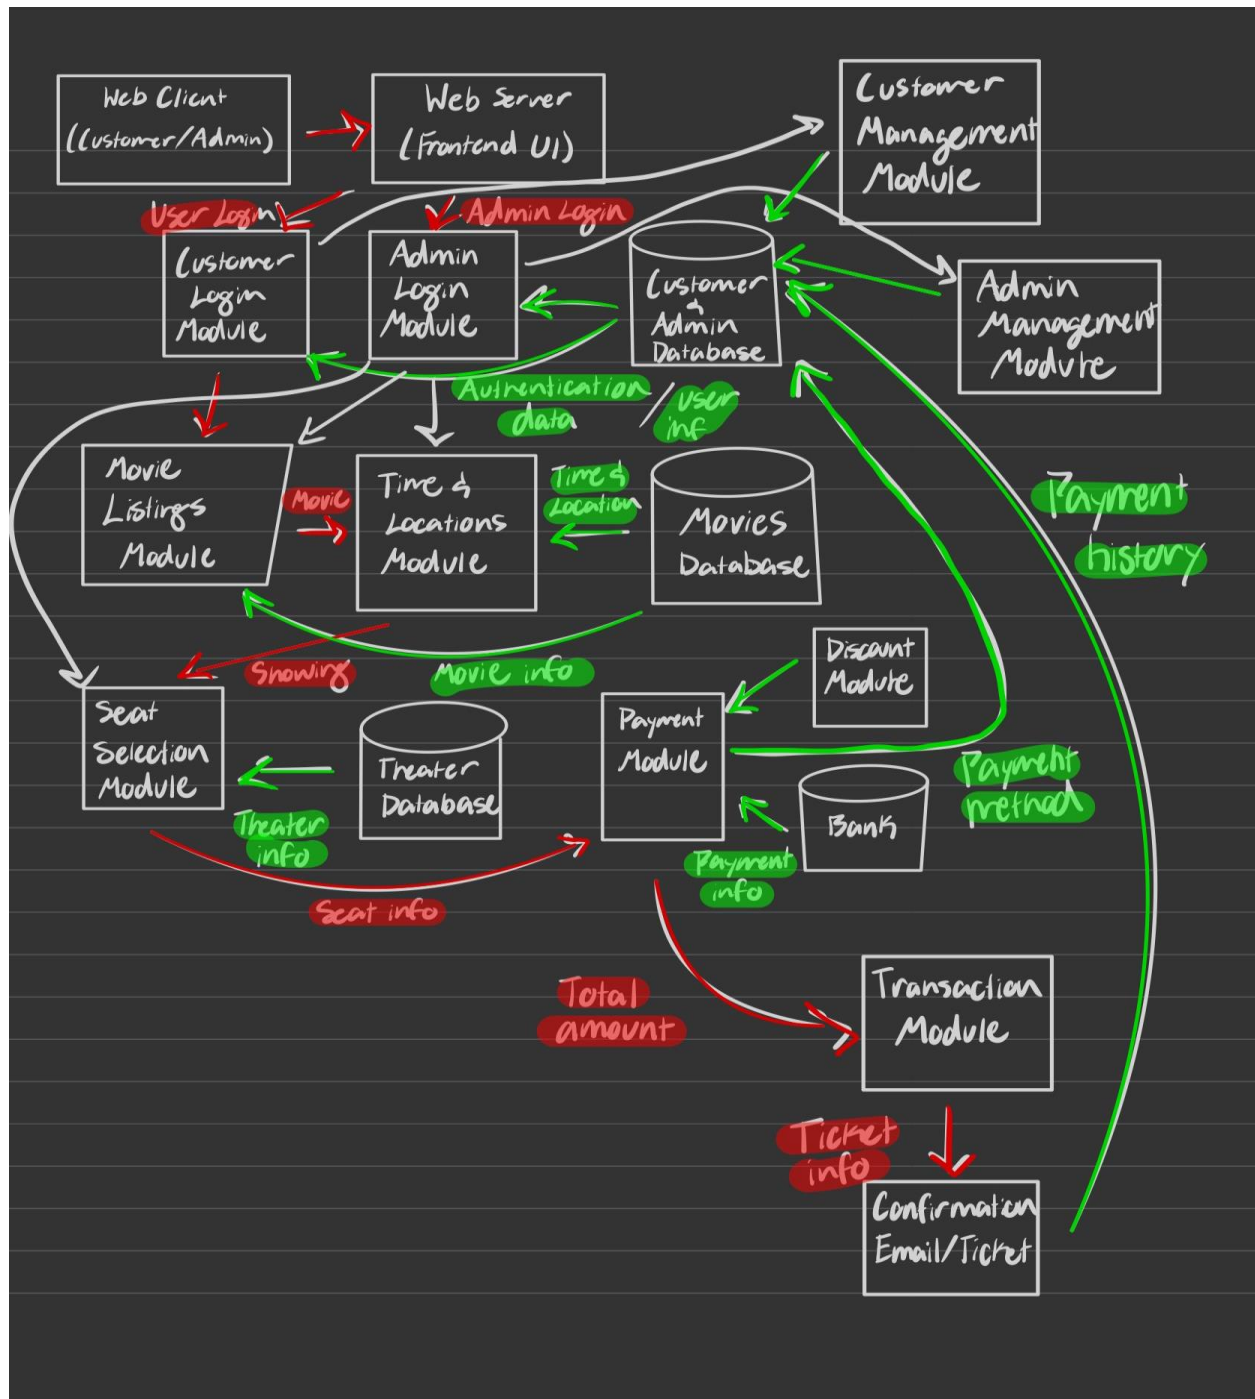 Web Client
(Customer/Admin)
Web Server
(Frontend UI)
Customer
Management
Module
User Login
Admin Login
Customer
Login
Module
Admin
Login
Module
Customer
&
Admin
Database
Admin
Management
Module
Authentication
data
/
user
inf
Movie
Listings
Module
Movie
Time &
Locations
Module
Time &
Location
Movies
Database
Payment
history
Showing
Movie info
Discount
Module
Seat
Selection
Module
Theater
Database
Payment
Module
Theater
info
Bank
Payment
info
Payment
method
Seat info
Total
amount
Transaction
Module
Ticket
info
Confirmation
Email/Ticket